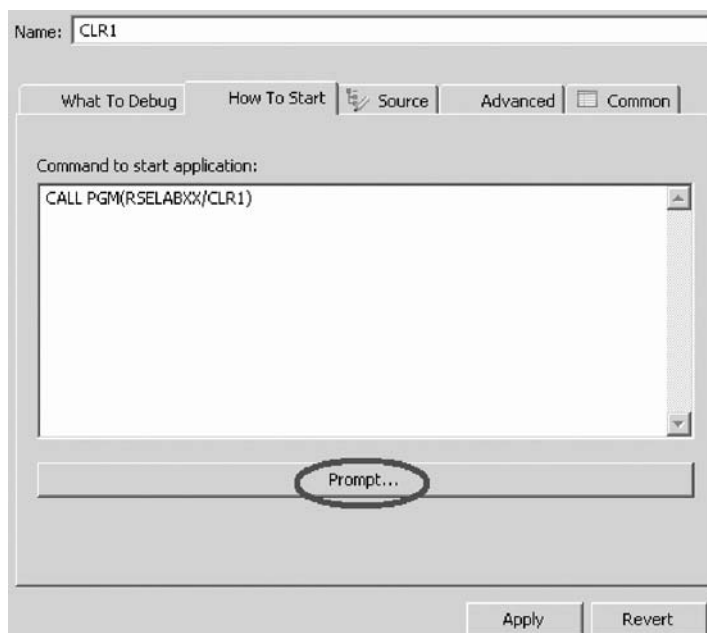 Name: CLR1
What To Debug How To Start Source Advanced Common
Command to start application:
CALL PGM(RSELABXX/CLR1)
Prompt...
Apply Revert